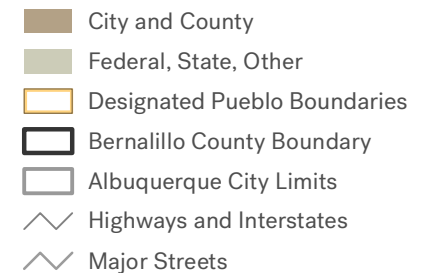 City and County
Federal, State, Other
Designated Pueblo Boundaries
Bernalillo County Boundary
Albuquerque City Limits
Highways and Interstates
Major Streets